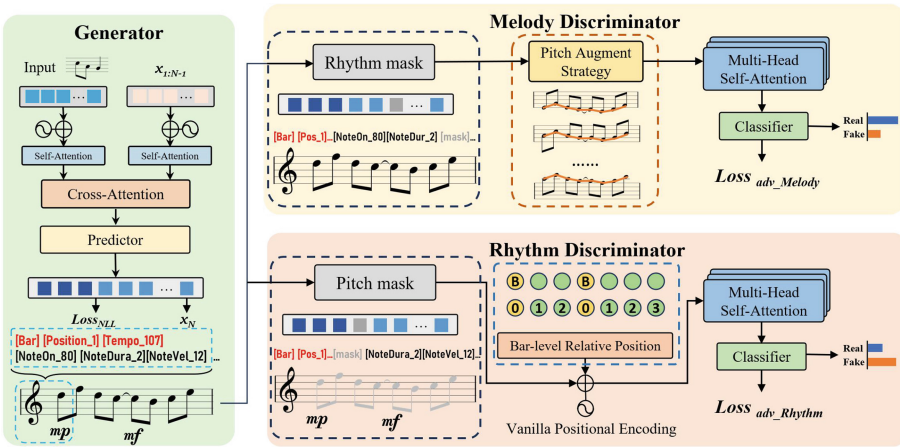 Generator
Input
x1:N-1
...
...
Self-Attention
Self-Attention
Cross-Attention
Predictor
...
LossNLL
xN
[Bar] [Position_1] [Tempo_107]
[NoteOn_80] [NoteDura_2][NoteVel_12] ...
mp
mf
Melody Discriminator
Rhythm mask
...
[Bar] [Pos_1]...[NoteOn_80][NoteDur_2] [mask]...
Pitch Augment
Strategy
......
Multi-Head
Self-Attention
Classifier
Real
Fake
Loss adv_Melody
Rhythm Discriminator
Pitch mask
...
[Bar] [Pos_1]...[mask] [NoteDura_2][NoteVel_12]...
mp
mf
B B
0 1 2 0 1 2 3
Bar-level Relative Position
Vanilla Positional Encoding
Multi-Head
Self-Attention
Classifier
Real
Fake
Loss adv_Rhythm